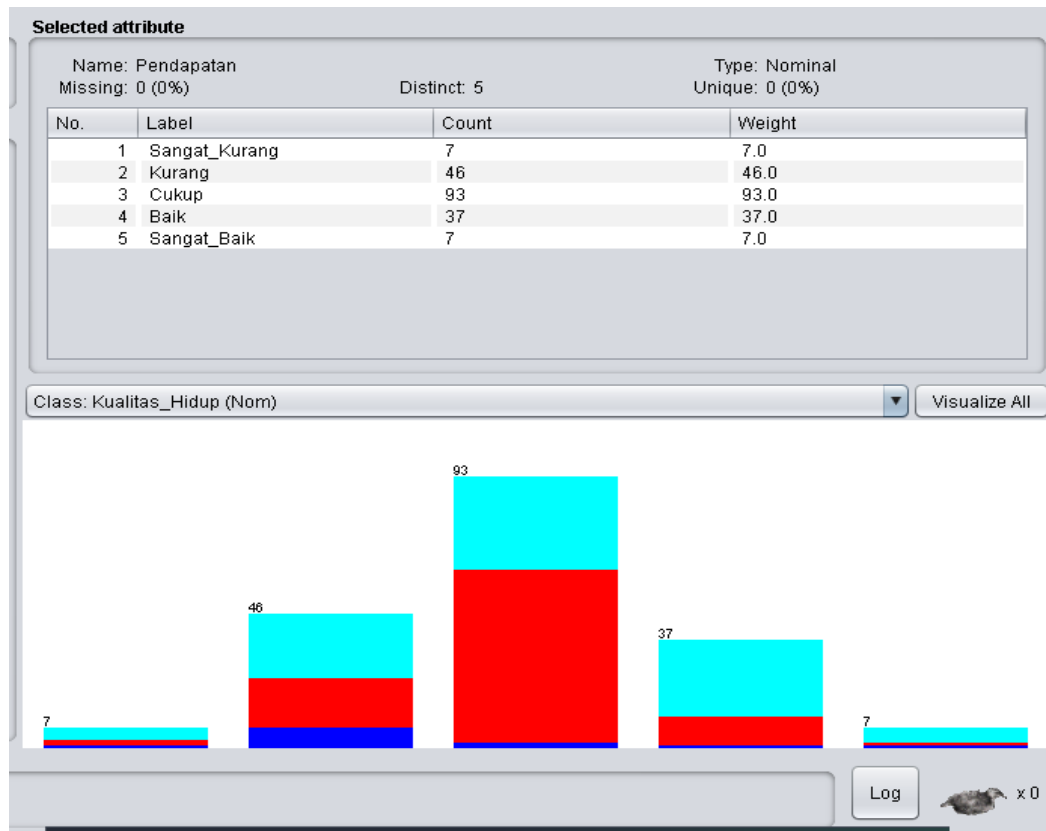 Selected attribute
Name: Pendapatan Type: Nominal
Missing: 0 (0%) Distinct: 5 Unique: 0 (0%)
No. Label Count Weight
1 Sangat_Kurang 7 7.0
2 Kurang 46 46.0
3 Cukup 93 93.0
4 Baik 37 37.0
5 Sangat_Baik 7 7.0
Class: Kualitas_Hidup (Nom) Visualize All
93
46
37
7 7
Log x 0